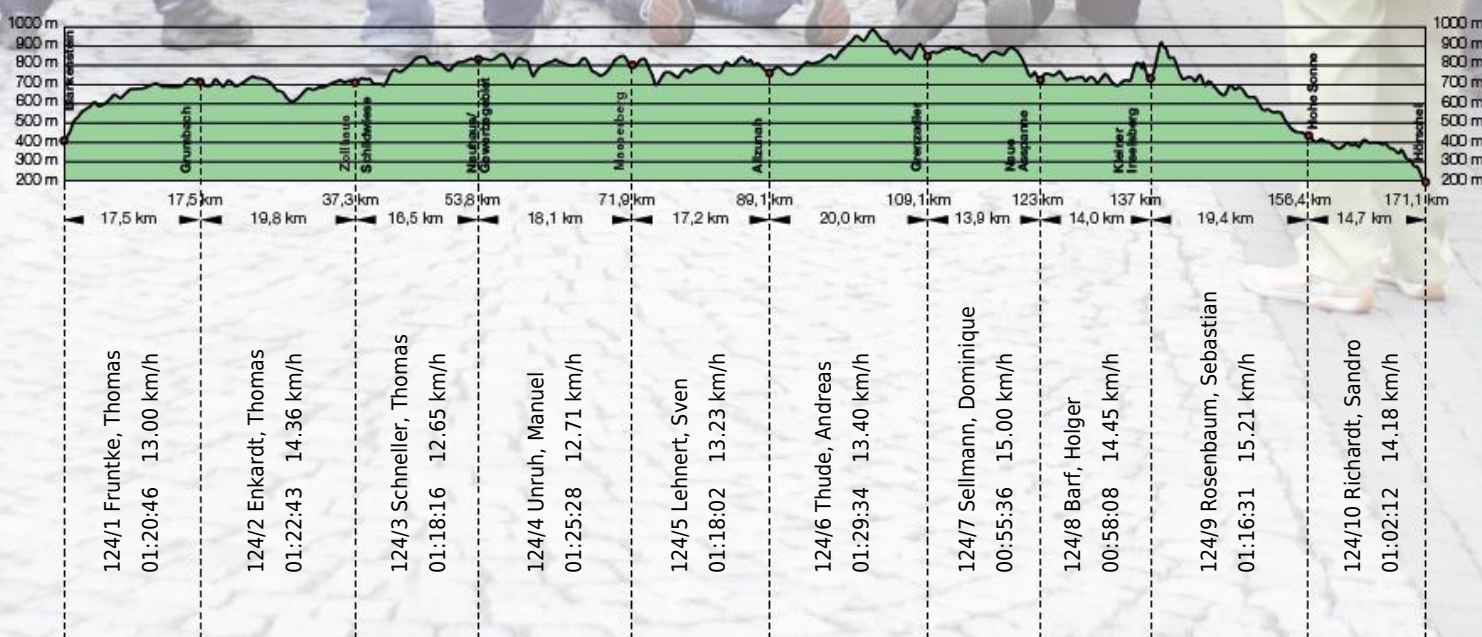 1000 m
900 m
800 m
700 m
600 m
500 m
400 m
300 m
200 m
1000 m
900 m
800 m
700 m
600 m
500 m
400 m
300 m
200 m
Blankenstein
Grumbach
Zollhaus
Schildwiese
Neuhaus/
Masserberg
Allzunah
Grenzadler
Neue
Ausspanne
Kleiner
Inselsberg
Hohe Sonne
Hörschel
17,5 km
37,3 km
53,8 km
71,9 km
89,1 km
109,1 km
123 km
137 km
156,4 km
171,1 km
17,5 km
19,8 km
16,5 km
18,1 km
17,2 km
20,0 km
13,9 km
14,0 km
19,4 km
14,7 km
124/1 Fruntke, Thomas
01:20:46 13.00 km/h
124/2 Enkardt, Thomas
01:22:43 14.36 km/h
124/3 Schneller, Thomas
01:18:16 12.65 km/h
124/4 Unruh, Manuel
01:25:28 12.71 km/h
124/5 Lehnert, Sven
01:18:02 13.23 km/h
124/6 Thude, Andreas
01:29:34 13.40 km/h
124/7 Sellmann, Dominique
00:55:36 15.00 km/h
124/8 Barf, Holger
00:58:08 14.45 km/h
124/9 Rosenbaum, Sebastian
01:16:31 15.21 km/h
124/10 Richardt, Sandro
01:02:12 14.18 km/h